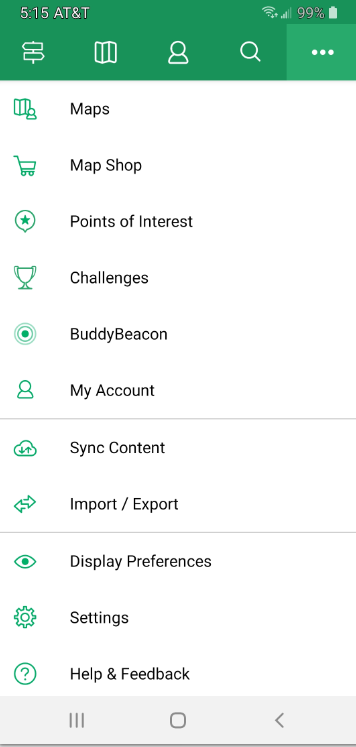 5:15 AT&T 99%
Maps
Map Shop
Points of Interest
Challenges
BuddyBeacon
My Account
Sync Content
Import / Export
Display Preferences
Settings
Help & Feedback